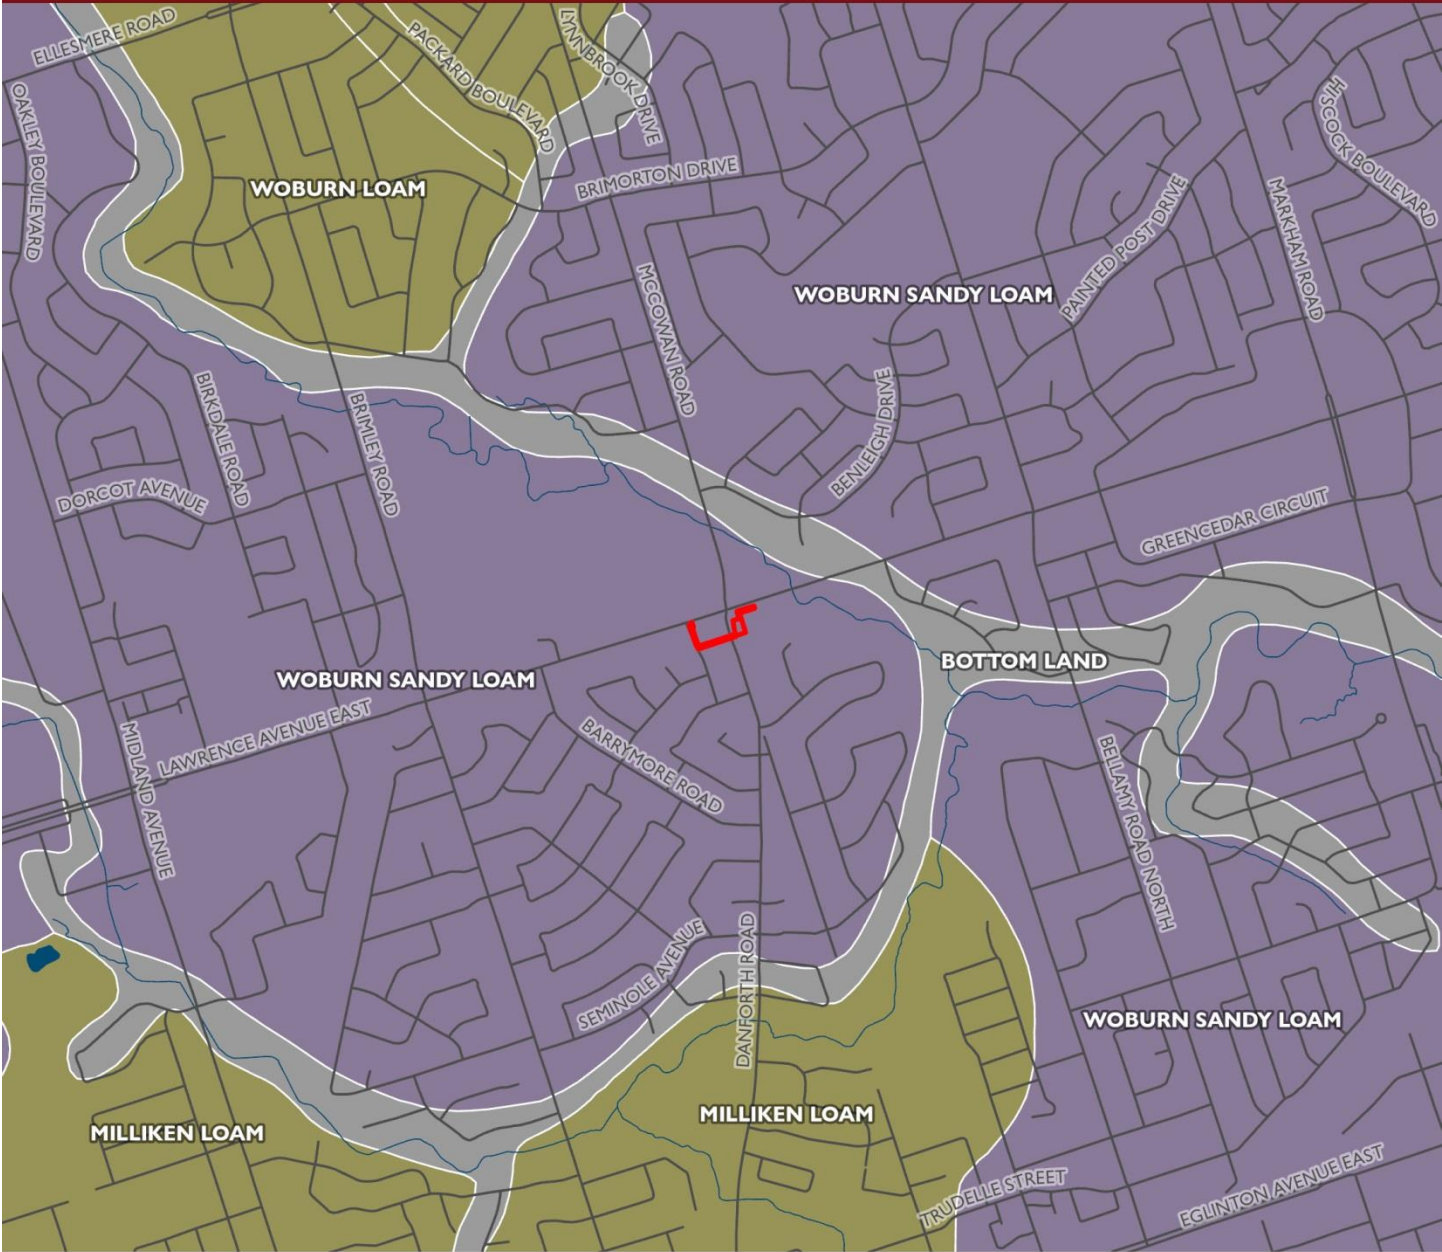 ELLESMERE ROAD
PACKARD BOULEVARD
LYNNBROOK DRIVE
HISCOCK BOULEVARD
OAKLEY BOULEVARD
WOBURN LOAM
BRIMORTON DRIVE
PAINTED POST DRIVE
MARKHAM ROAD
WOBURN SANDY LOAM
MCCOWAN ROAD
BIRKDALE ROAD
BRIMLEY ROAD
BENLEIGH DRIVE
DORCOT AVENUE
GREENCEDAR CIRCUIT
BOTTOM LAND
WOBURN SANDY LOAM
LAWRENCE AVENUE EAST
MIDLAND AVENUE
BARRYMORE ROAD
BELLAMY ROAD NORTH
SEMINOLE AVENUE
DANFORTH ROAD
WOBURN SANDY LOAM
MILLIKEN LOAM
MILLIKEN LOAM
TRUDELLE STREET
EGLINTON AVENUE EAST